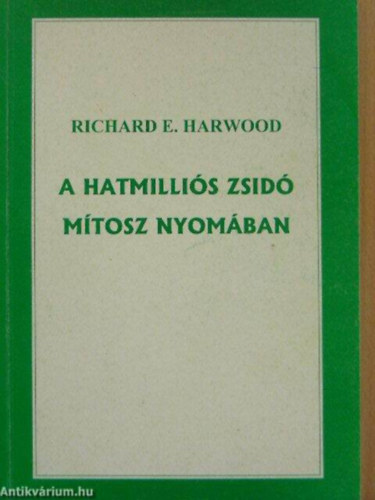 RICHARD E. HARWOOD
A HATMILLIÓS ZSIDÓ
MÍTOSZ NYOMÁBAN
Antikvárium.hu